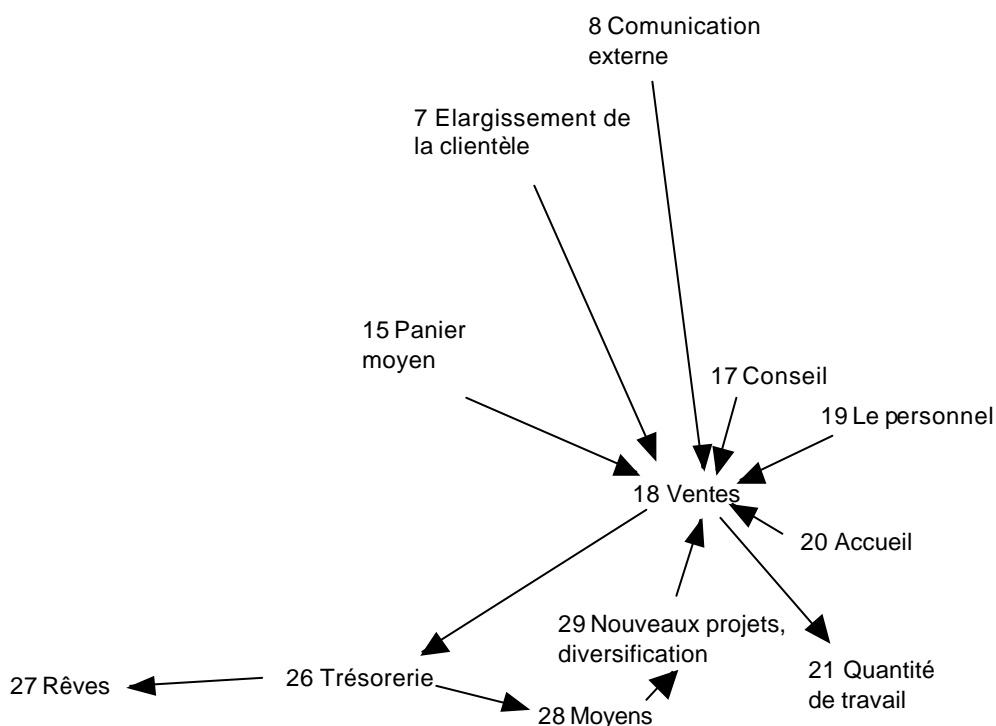 8 Comunication
externe
7 Elargissement de
la clientèle
15 Panier
moyen
17 Conseil
19 Le personnel
18 Ventes
20 Accueil
29 Nouveaux projets,
diversification
21 Quantité
de travail
26 Trésorerie
27 Rêves
28 Moyens